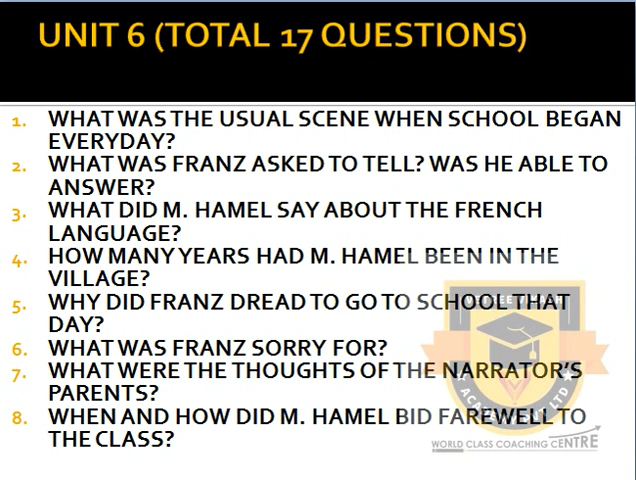 UNIT 6 (TOTAL 17 QUESTIONS)
1. WHAT WAS THE USUAL SCENE WHEN SCHOOL BEGAN
EVERYDAY?
2. WHAT WAS FRANZ ASKED TO TELL? WAS HE ABLE TO
ANSWER?
3. WHAT DID M. HAMEL SAY ABOUT THE FRENCH
LANGUAGE?
4. HOW MANY YEARS HAD M. HAMEL BEEN IN THE
VILLAGE?
5. WHY DID FRANZ DREAD TO GO TO SCHOOL THAT
DAY?
6. WHAT WAS FRANZ SORRY FOR?
7. WHAT WERE THE THOUGHTS OF THE NARRATOR'S
PARENTS?
8. WHEN AND HOW DID M. HAMEL BID FAREWELL TO
THE CLASS?
WORLD CLASS COACHING CENTRE